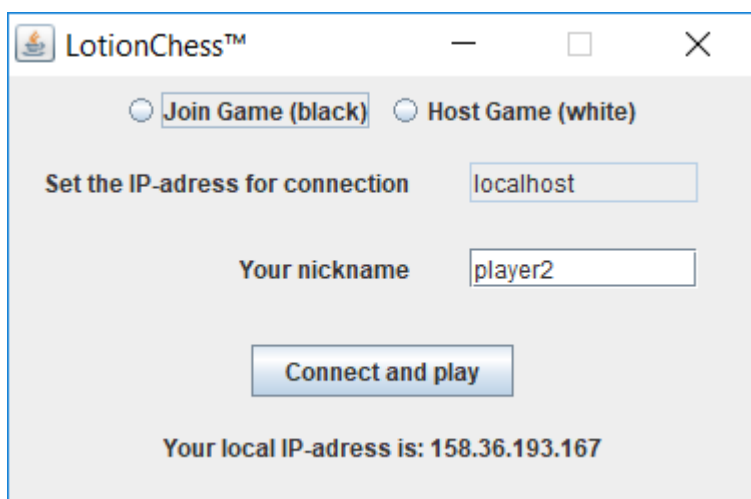 LotionChess™
Join Game (black) Host Game (white)
Set the IP-adress for connection localhost
Your nickname player2
Connect and play
Your local IP-adress is: 158.36.193.167